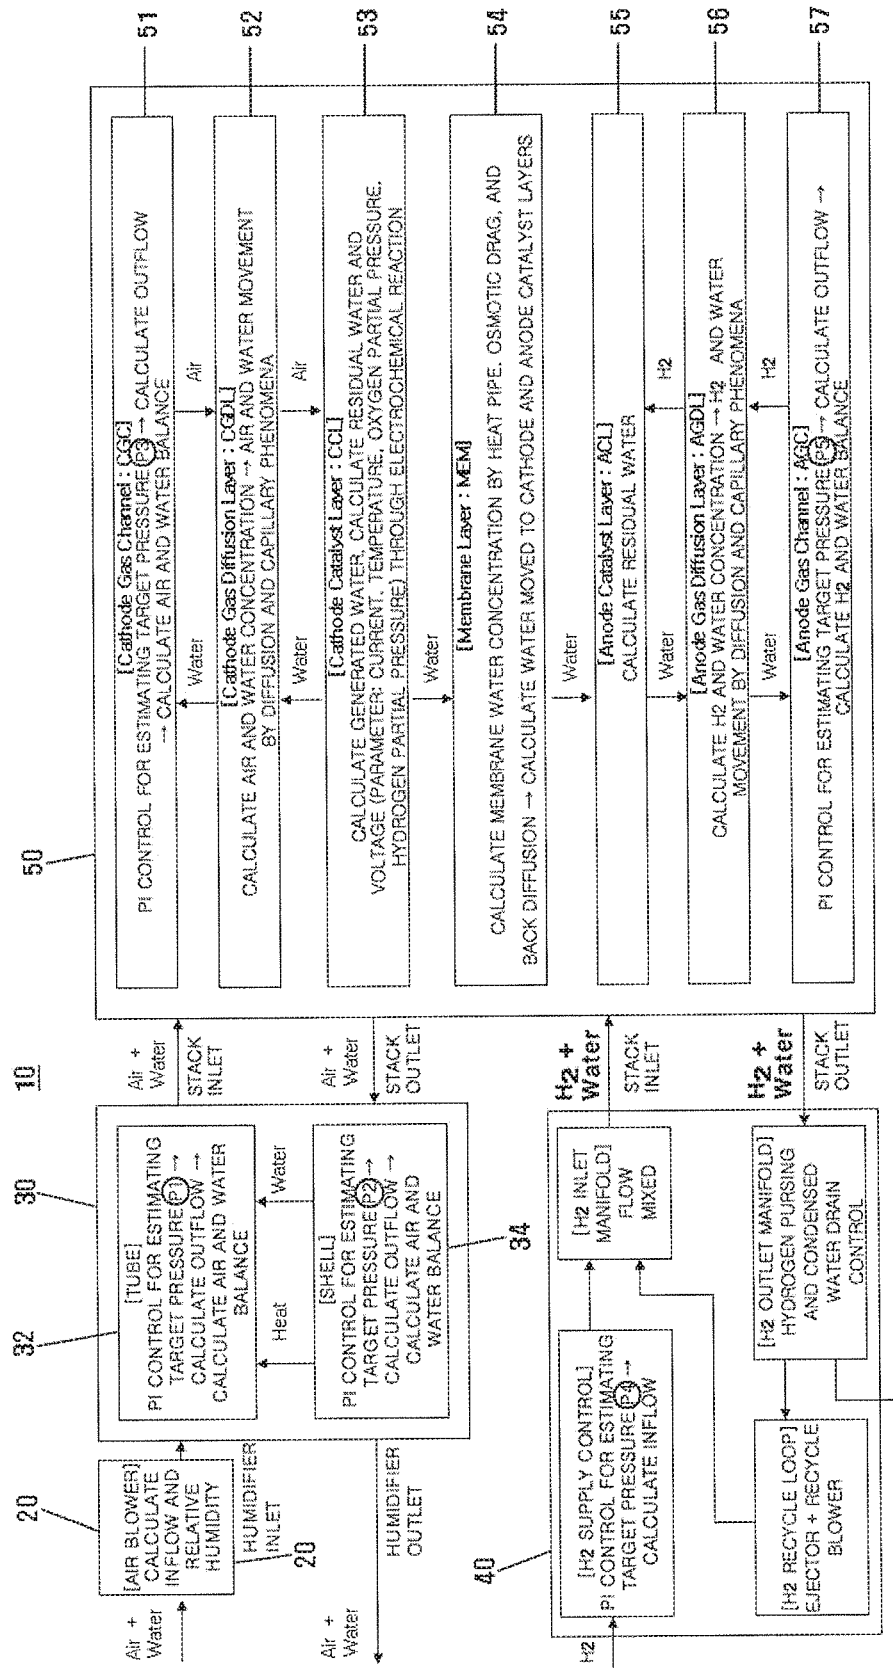 10
20
[AIR BLOWER]
CALCULATE
INFLOW AND
RELATIVE
HUMIDITY
20
Air +
Water
HUMIDIFIER
INLET
Air +
Water
HUMIDIFIER
OUTLET
30
32
[TUBE]
PI CONTROL FOR ESTIMATING
TARGET PRESSURE(P1) →
CALCULATE OUTFLOW →
CALCULATE AIR AND WATER
BALANCE
Heat
Water
[SHELL]
PI CONTROL FOR ESTIMATING
TARGET PRESSURE(P2) →
CALCULATE OUTFLOW →
CALCULATE AIR AND
WATER BALANCE
34
Air +
Water
STACK
INLET
Air +
Water
STACK
OUTLET
40
H2
[H2 SUPPLY CONTROL]
PI CONTROL FOR ESTIMATING
TARGET PRESSURE(P4) →
CALCULATE INFLOW
[H2 INLET
MANIFOLD]
FLOW
MIXED
[H2 RECYCLE LOOP]
EJECTOR + RECYCLE
BLOWER
[H2 OUTLET MANIFOLD]
HYDROGEN PURSING
AND CONDENSED
WATER DRAIN
CONTROL
H2 +
Water
STACK
INLET
H2 +
Water
STACK
OUTLET
50
[Cathode Gas Channel : CGC]
PI CONTROL FOR ESTIMATING TARGET PRESSURE(P3) → CALCULATE OUTFLOW
→ CALCULATE AIR AND WATER BALANCE
51
Water
Air
[Cathode Gas Diffusion Layer : CGDL]
CALCULATE AIR AND WATER CONCENTRATION → AIR AND WATER MOVEMENT
BY DIFFUSION AND CAPILLARY PHENOMENA
52
Water
Air
[Cathode Catalyst Layer : CCL]
CALCULATE GENERATED WATER, CALCULATE RESIDUAL WATER AND
VOLTAGE (PARAMETER: CURRENT, TEMPERATURE, OXYGEN PARTIAL PRESSURE,
HYDROGEN PARTIAL PRESSURE) THROUGH ELECTROCHEMICAL REACTION
53
Water
[Membrane Layer : MEM]
CALCULATE MEMBRANE WATER CONCENTRATION BY HEAT PIPE, OSMOTIC DRAG, AND
BACK DIFFUSION → CALCULATE WATER MOVED TO CATHODE AND ANODE CATALYST LAYERS
54
Water
[Anode Catalyst Layer : ACL]
CALCULATE RESIDUAL WATER
55
Water
H2
[Anode Gas Diffusion Layer : AGDL]
CALCULATE H2 AND WATER CONCENTRATION → H2 AND WATER
MOVEMENT BY DIFFUSION AND CAPILLARY PHENOMENA
56
Water
H2
[Anode Gas Channel : AGC]
PI CONTROL FOR ESTIMATING TARGET PRESSURE(P5) → CALCULATE OUTFLOW →
CALCULATE H2 AND WATER BALANCE
57